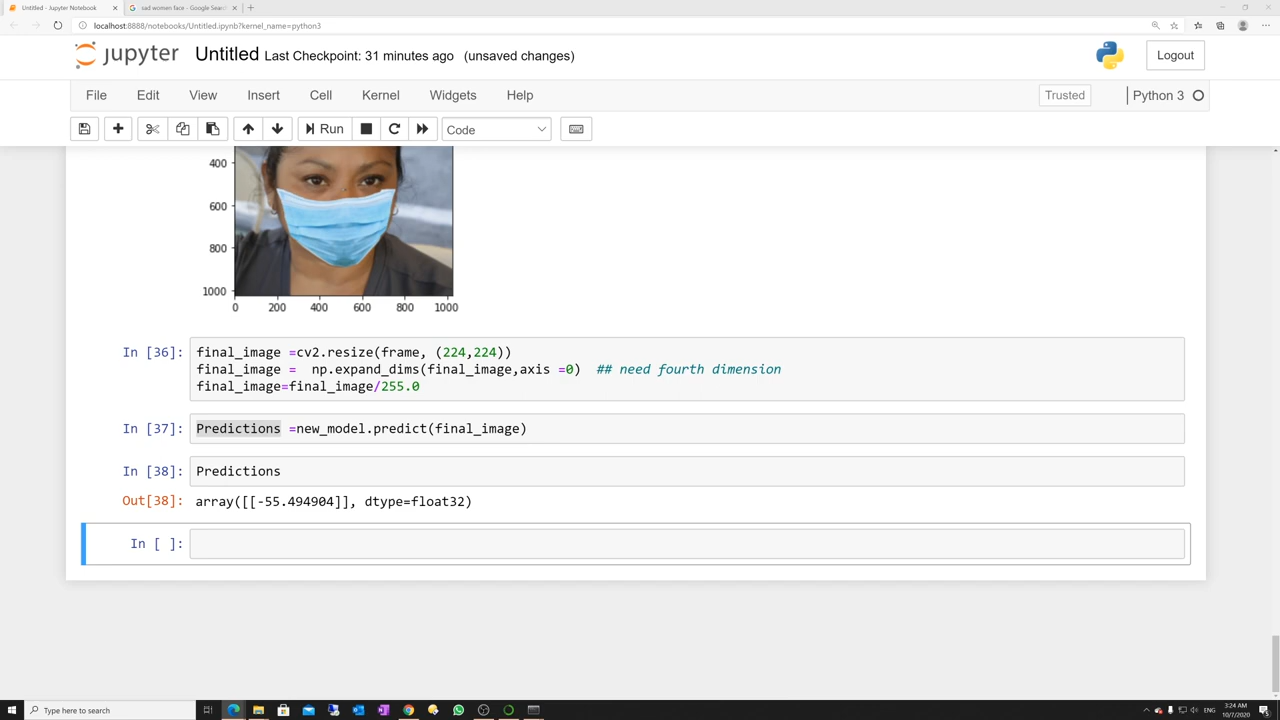 Untitled - Jupyter Notebook
sad women face - Google Sear
localhost:8888/notebooks/Untitled.ipynb?kernel_name=python3
jupyter Untitled Last Checkpoint: 31 minutes ago (unsaved changes)
Logout
File Edit View Insert Cell Kernel Widgets Help
Trusted
Python 3
Run
Code
400
600
800
1000
0 200 400 600 800 1000
In [36]: final_image =cv2.resize(frame, (224,224))
final_image = np.expand_dims(final_image,axis =0) ## need fourth dimension
final_image=final_image/255.0
In [37]: Predictions =new_model.predict(final_image)
In [38]: Predictions
Out[38]: array([[-55.494904]], dtype=float32)
In [ ]:
Type here to search
ENG
3:24 AM
10/7/2020